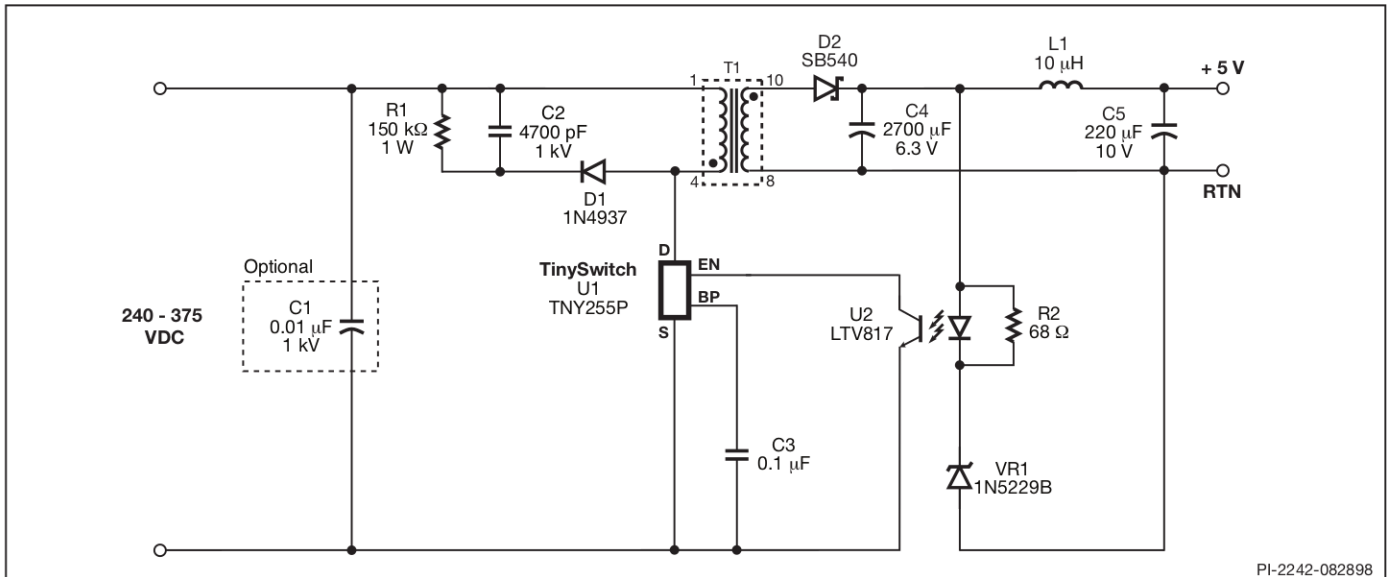 D2
SB540
L1
10 μH
+ 5 V
T1
1
10
R1
150 kΩ
1 W
C2
4700 pF
1 kV
C4
2700 μF
6.3 V
C5
220 μF
10 V
4
8
D1
1N4937
RTN
D
EN
TinySwitch
U1
TNY255P
BP
S
Optional
C1
0.01 μF
1 kV
240 - 375
VDC
U2
LTV817
R2
68 Ω
C3
0.1 μF
VR1
1N5229B
PI-2242-082898